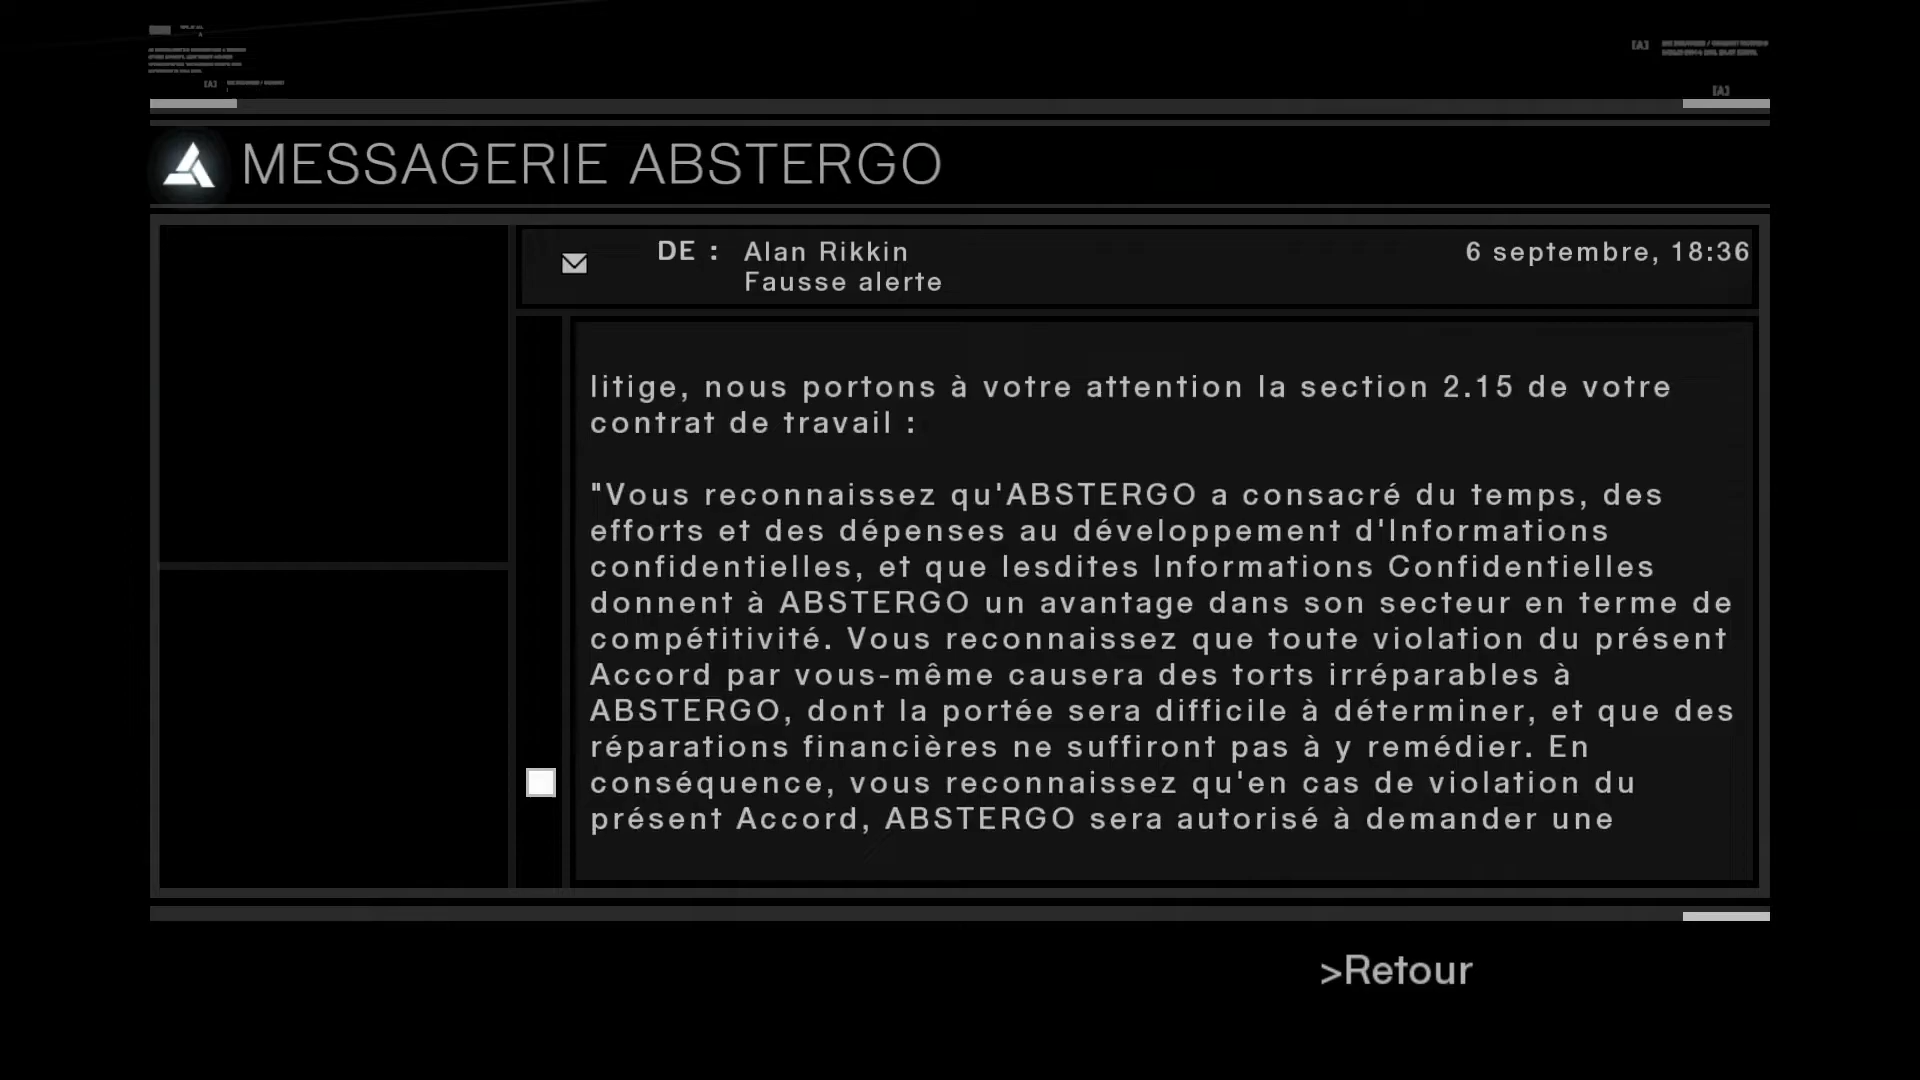 [A]
[A]
[A]
MESSAGERIE ABSTERGO
DE : Alan Rikkin
6 septembre, 18:36
Fausse alerte
litige, nous portons à votre attention la section 2.15 de votre
contrat de travail :
"Vous reconnaissez qu'ABSTERGO a consacré du temps, des
efforts et des dépenses au développement d'Informations
confidentielles, et que lesdites Informations Confidentielles
donnent à ABSTERGO un avantage dans son secteur en terme de
compétitivité. Vous reconnaissez que toute violation du présent
Accord par vous-même causera des torts irréparables à
ABSTERGO, dont la portée sera difficile à déterminer, et que des
réparations financières ne suffiront pas à y remédier. En
conséquence, vous reconnaissez qu'en cas de violation du
présent Accord, ABSTERGO sera autorisé à demander une
>Retour